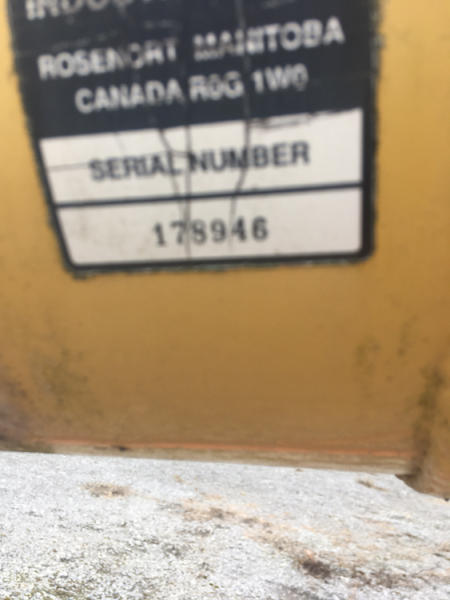 ROSENORT MANITOBA
CANADA R0G 1W0
SERIAL NUMBER
178946